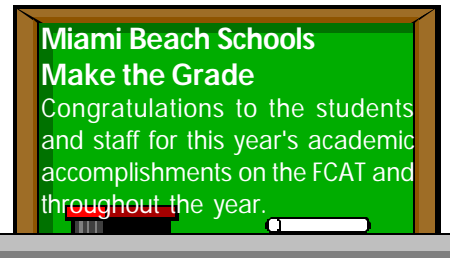 Miami Beach Schools
Make the Grade
Congratulations to the students
and staff for this year's academic
accomplishments on the FCAT and
throughout the year.